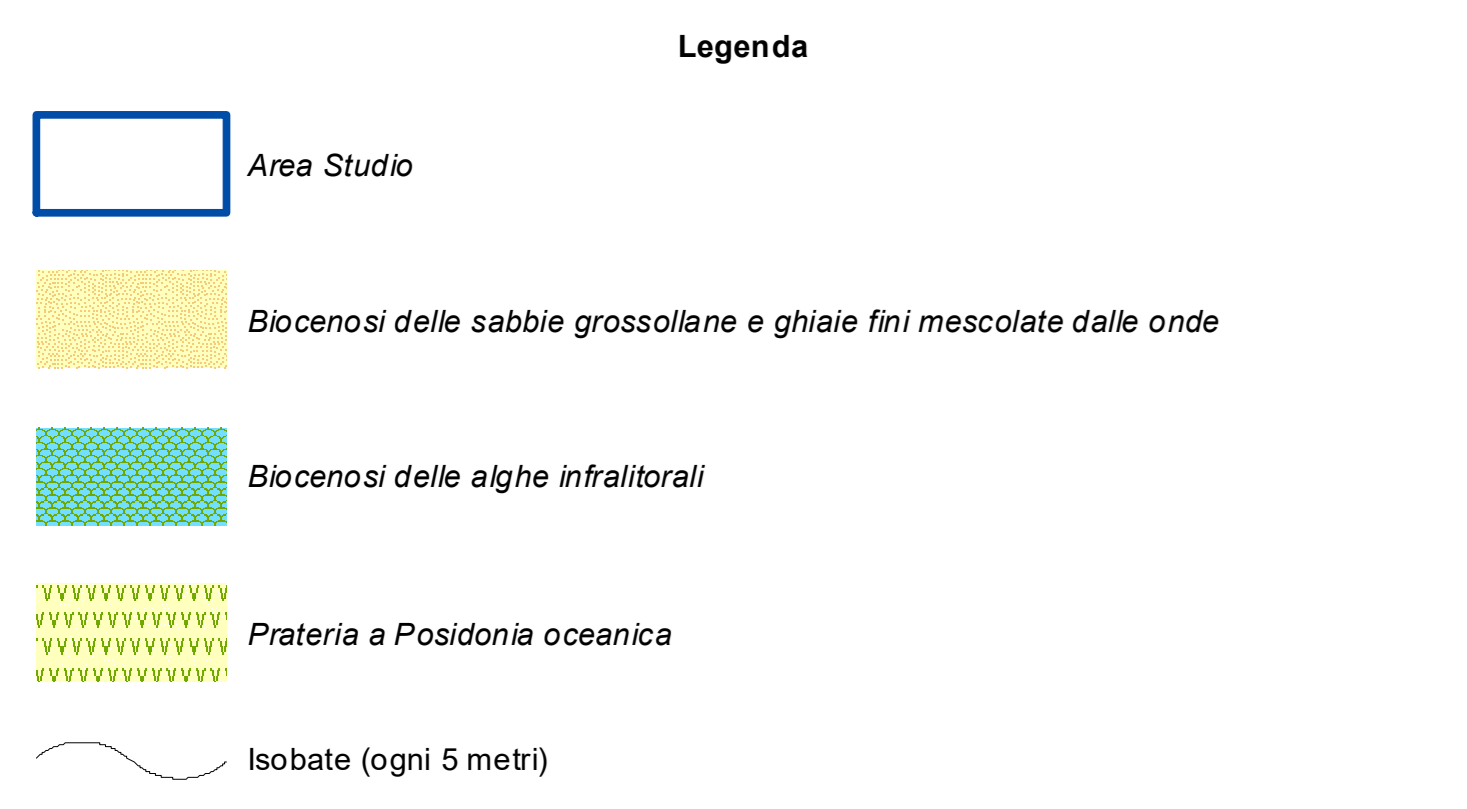 Legenda
Area Studio
Biocenosi delle sabbie grossollane e ghiaie fini mescolate dalle onde
Biocenosi delle alghe infralitorali
Prateria a Posidonia oceanica
Isobate (ogni 5 metri)